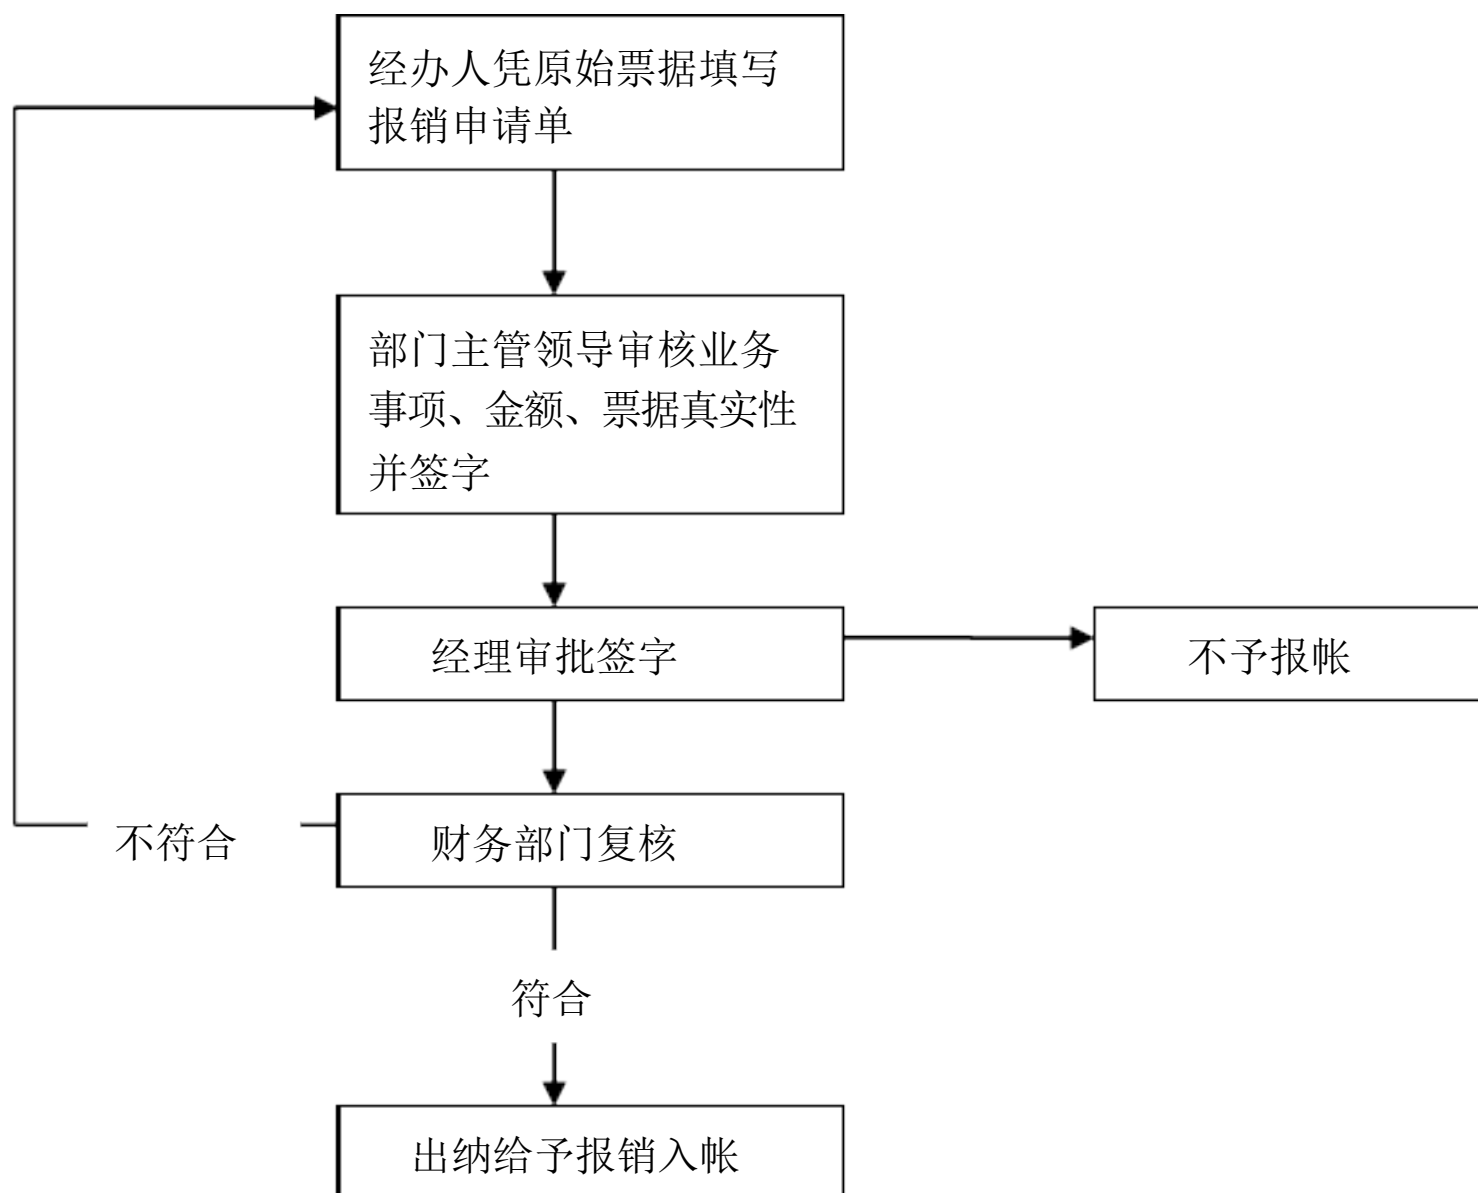 经办人凭原始票据填写
报销申请单
部门主管领导审核业务
事项、金额、票据真实性
并签字
经理审批签字
不予报帐
不符合
财务部门复核
符合
出纳给予报销入帐